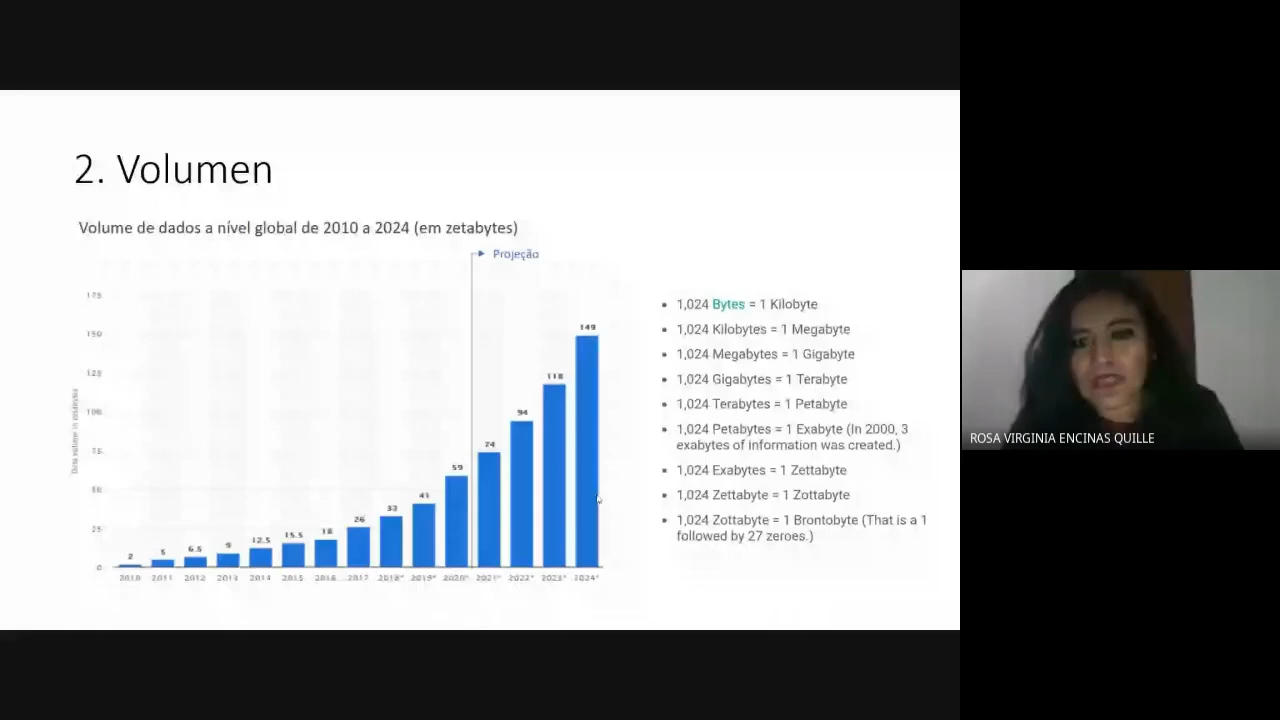 2. Volumen
Volume de dados a nível global de 2010 a 2024 (em zetabytes)
Projeção
175
150
125
100
75
50
25
0
Data volume in zetabytes
2
5
6.5
9
12.5
15.5
18
26
33
41
59
74
94
118
149
2010 2011 2012 2013 2014 2015 2016 2017 2018* 2019* 2020* 2021* 2022* 2023* 2024*
1,024 Bytes = 1 Kilobyte
1,024 Kilobytes = 1 Megabyte
1,024 Megabytes = 1 Gigabyte
1,024 Gigabytes = 1 Terabyte
1,024 Terabytes = 1 Petabyte
1,024 Petabytes = 1 Exabyte (In 2000, 3
exabytes of information was created.)
1,024 Exabytes = 1 Zettabyte
1,024 Zettabyte = 1 Zottabyte
1,024 Zottabyte = 1 Brontobyte (That is a 1
followed by 27 zeroes.)
ROSA VIRGINIA ENCINAS QUILLE